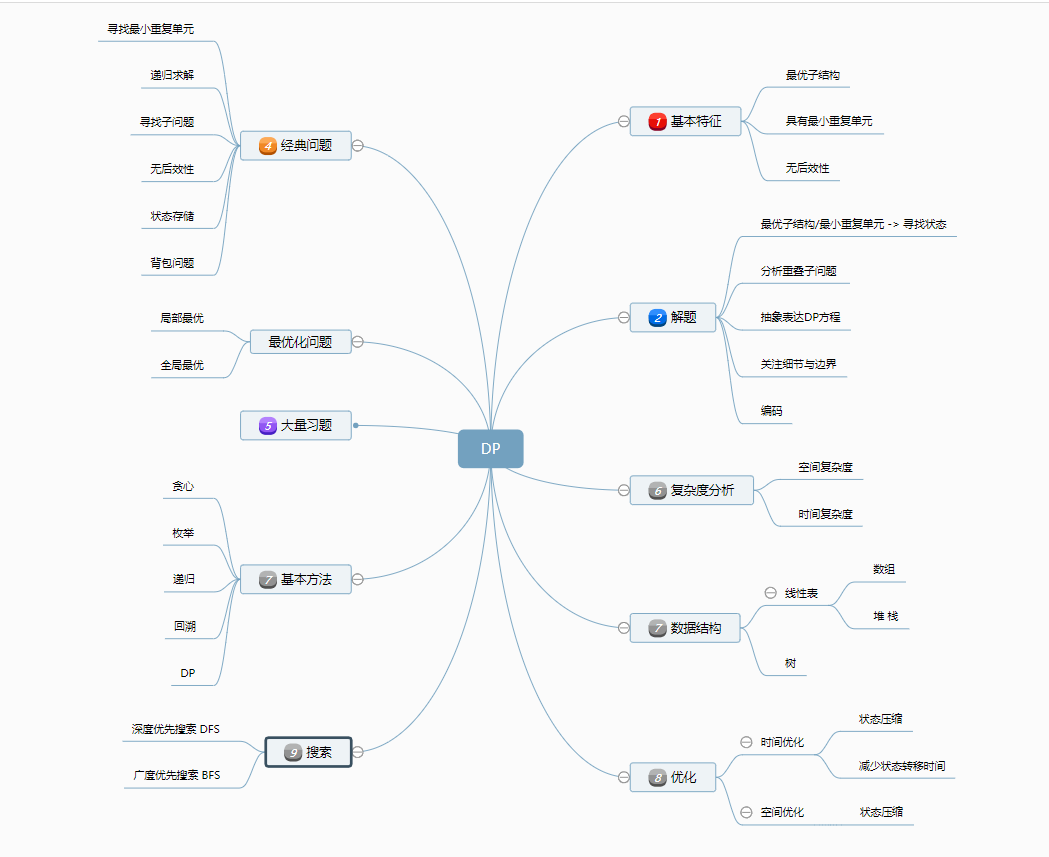 DP
1 基本特征
最优子结构
具有最小重复单元
无后效性
2 解题
最优子结构/最小重复单元 -> 寻找状态
分析重叠子问题
抽象表达DP方程
关注细节与边界
编码
6 复杂度分析
空间复杂度
时间复杂度
7 数据结构
线性表
数组
堆 栈
树
8 优化
时间优化
状态压缩
减少状态转移时间
空间优化
状态压缩
4 经典问题
寻找最小重复单元
递归求解
寻找子问题
无后效性
状态存储
背包问题
最优化问题
局部最优
全局最优
5 大量习题
7 基本方法
贪心
枚举
递归
回溯
DP
9 搜索
深度优先搜索 DFS
广度优先搜索 BFS